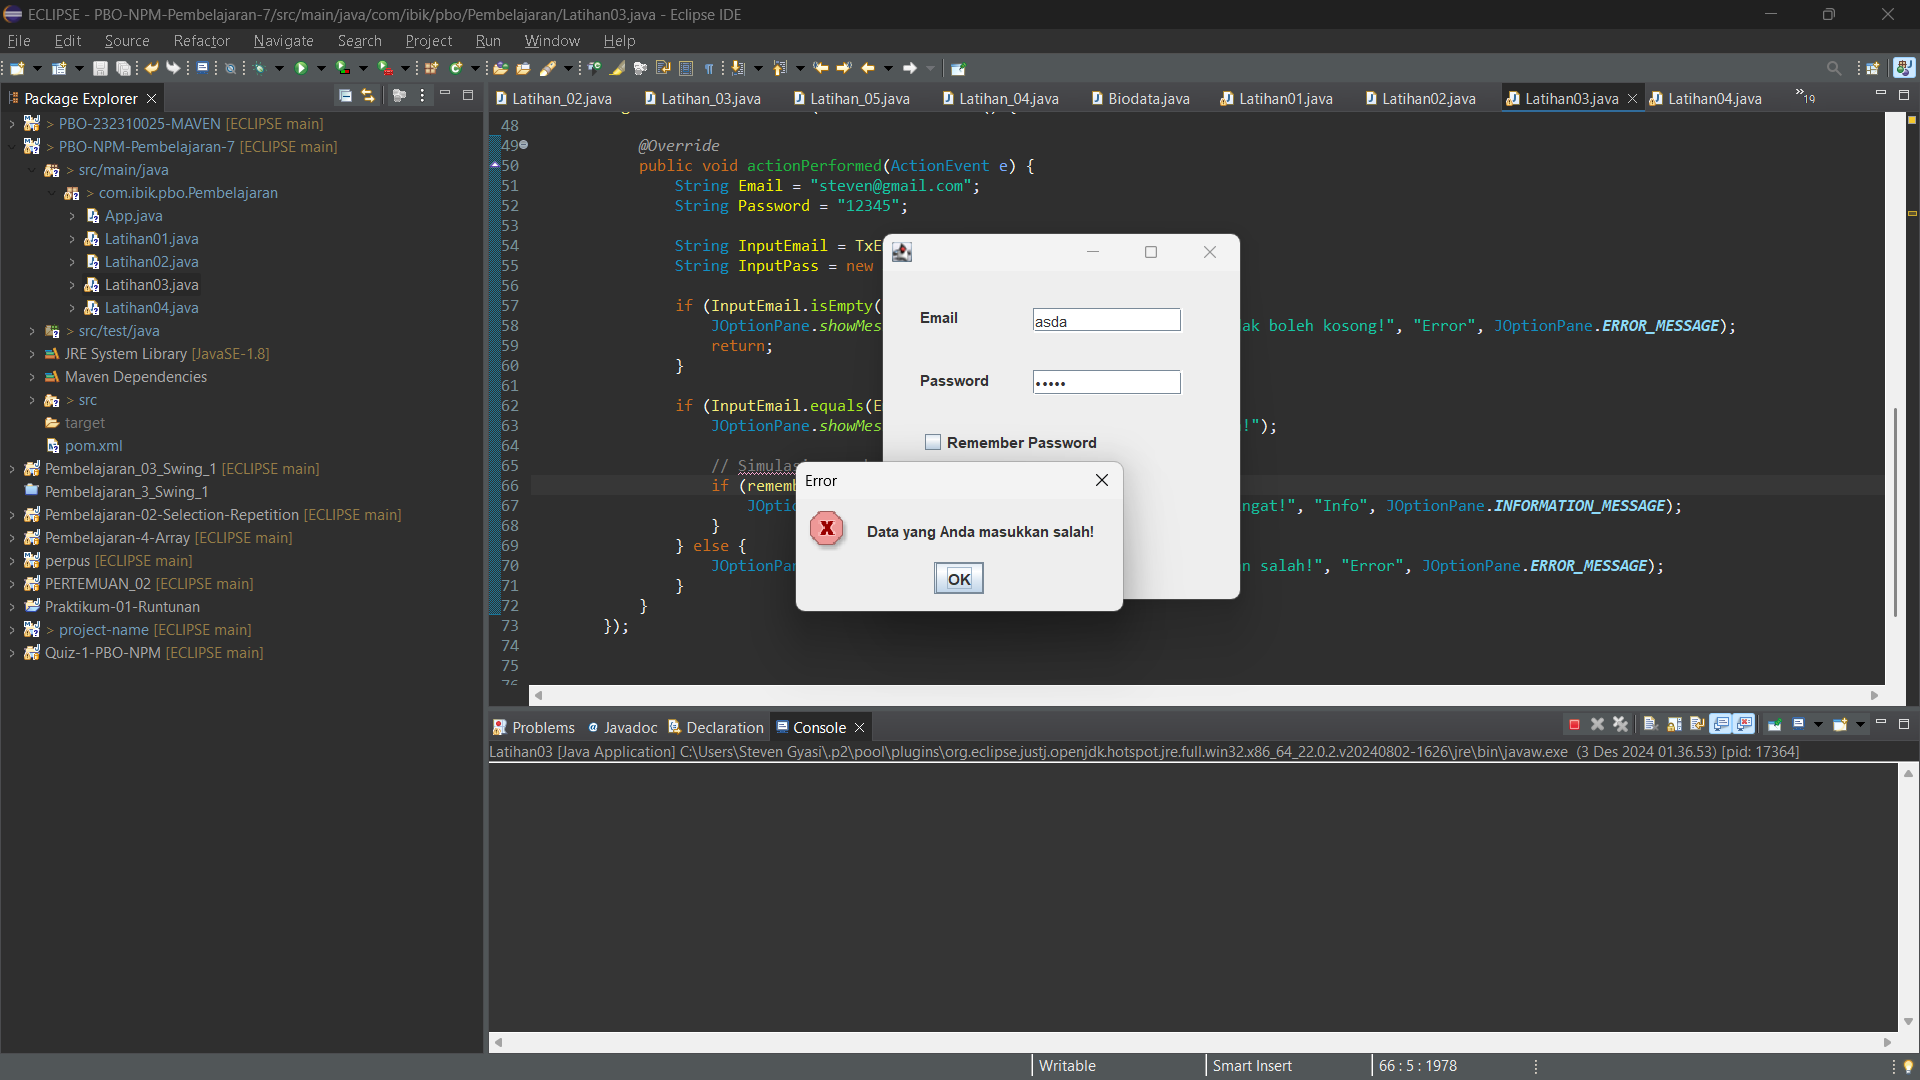 ECLIPSE - PBO-NPM-Pembelajaran-7/src/main/java/com/ibik/pbo/Pembelajaran/Latihan03.java - Eclipse IDE
File Edit Source Refactor Navigate Search Project Run Window Help
Package Explorer
> PBO-232310025-MAVEN [ECLIPSE main]
> PBO-NPM-Pembelajaran-7 [ECLIPSE main]
> src/main/java
> com.ibik.pbo.Pembelajaran
App.java
Latihan01.java
Latihan02.java
Latihan03.java
Latihan04.java
> src/test/java
JRE System Library [JavaSE-1.8]
Maven Dependencies
> src
target
pom.xml
Pembelajaran_03_Swing_1 [ECLIPSE main]
Pembelajaran_3_Swing_1
Pembelajaran-02-Selection-Repetition [ECLIPSE main]
Pembelajaran-4-Array [ECLIPSE main]
perpus [ECLIPSE main]
PERTEMUAN_02 [ECLIPSE main]
Praktikum-01-Runtunan
> project-name [ECLIPSE main]
Quiz-1-PBO-NPM [ECLIPSE main]
Latihan_02.java Latihan_03.java Latihan_05.java Latihan_04.java Biodata.java Latihan01.java Latihan02.java Latihan03.java Latihan04.java »19
48
49 @Override
50 public void actionPerformed(ActionEvent e) {
51 String Email = "steven@gmail.com";
52 String Password = "12345";
53
54 String InputEmail = TxE
55 String InputPass = new
56
57 if (InputEmail.isEmpty(
58 JOptionPane.showMes ak boleh kosong!", "Error", JOptionPane.ERROR_MESSAGE);
59 return;
60 }
61
62 if (InputEmail.equals(E
63 JOptionPane.showMes !");
64
65 // Simulas
66 if (rememb
67 JOptio ngat!", "Info", JOptionPane.INFORMATION_MESSAGE);
68 }
69 } else {
70 JOptionPan n salah!", "Error", JOptionPane.ERROR_MESSAGE);
71 }
72 }
73 });
74
75
76
Email
asda
Password
•••••
Remember Password
Error
X
Data yang Anda masukkan salah!
OK
Problems @ Javadoc Declaration Console
Latihan03 [Java Application] C:\Users\Steven Gyasi\.p2\pool\plugins\org.eclipse.justj.openjdk.hotspot.jre.full.win32.x86_64_22.0.2.v20240802-1626\jre\bin\javaw.exe (3 Des 2024 01.36.53) [pid: 17364]
Writable
Smart Insert
66 : 5 : 1978